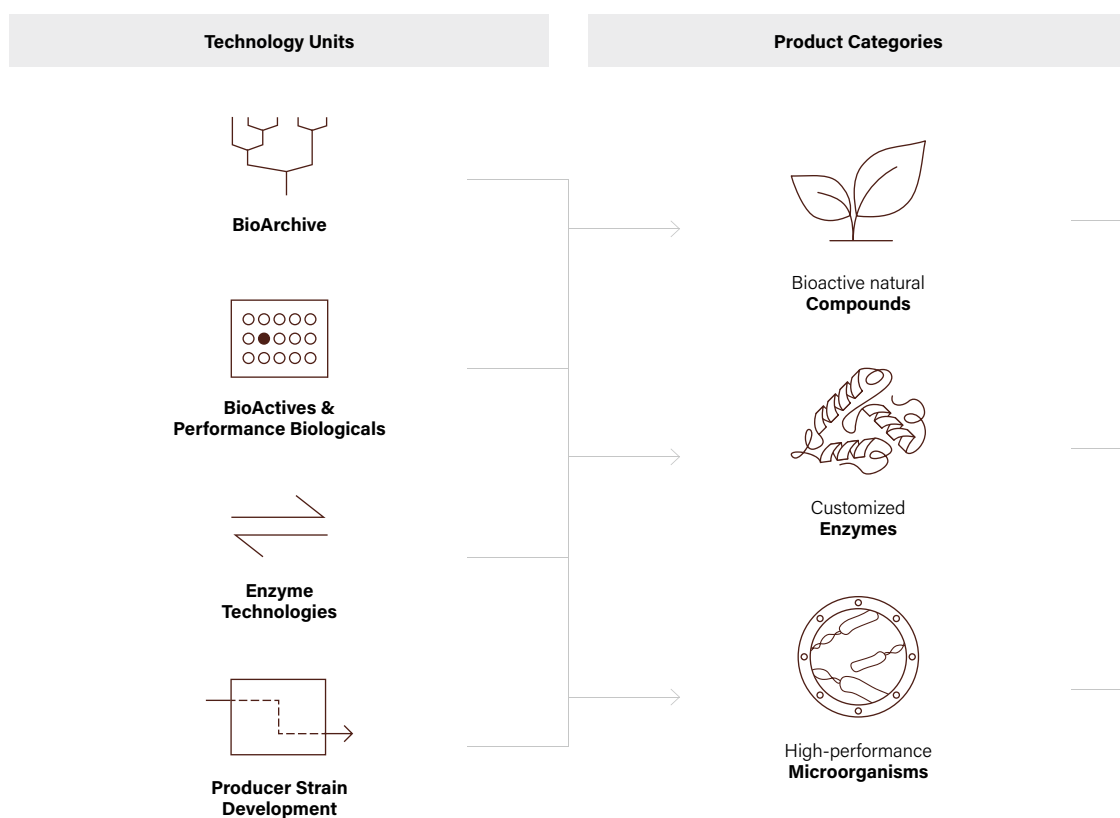 Technology Units
Product Categories
BioArchive
BioActives &
Performance Biologicals
Enzyme
Technologies
Producer Strain
Development
Bioactive natural
Compounds
Customized
Enzymes
High-performance
Microorganisms